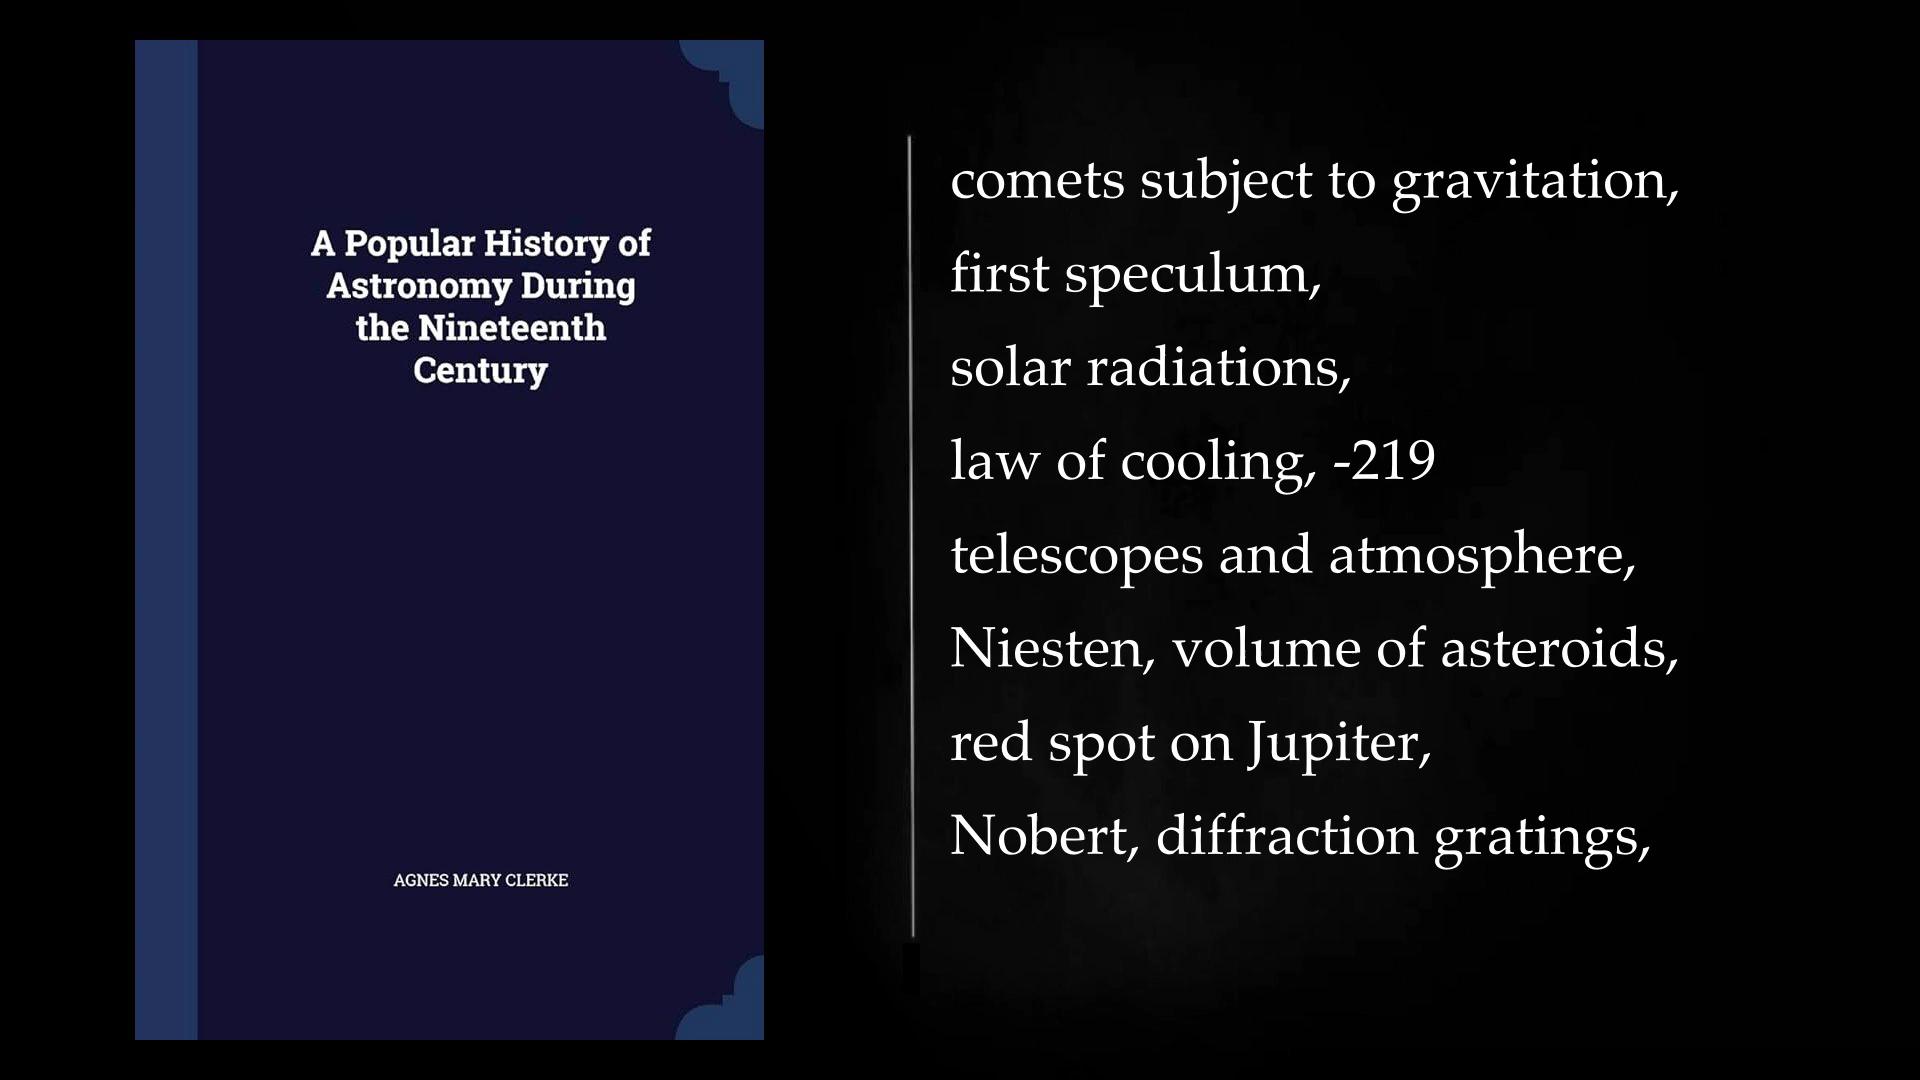 A Popular History of
Astronomy During
the Nineteenth
Century
AGNES MARY CLERKE
comets subject to gravitation,
first speculum,
solar radiations,
law of cooling, -219
telescopes and atmosphere,
Niesten, volume of asteroids,
red spot on Jupiter,
Nobert, diffraction gratings,